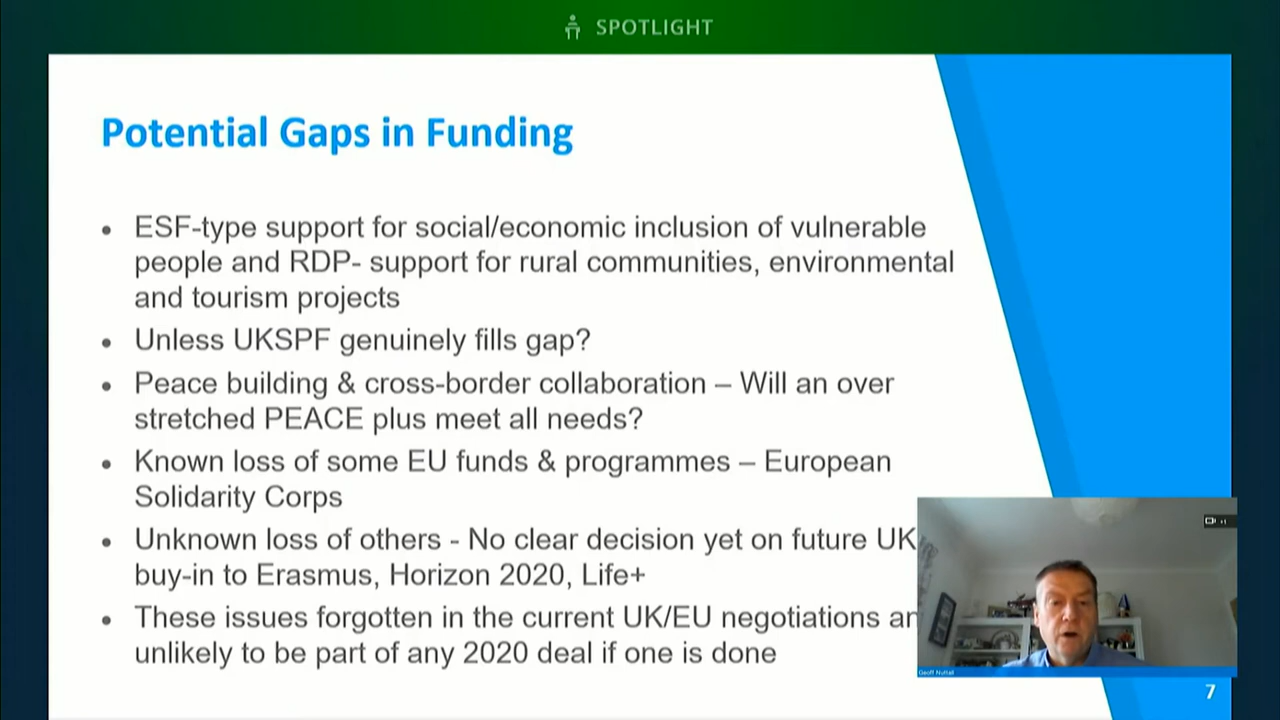 SPOTLIGHT
Potential Gaps in Funding
• ESF-type support for social/economic inclusion of vulnerable
people and RDP- support for rural communities, environmental
and tourism projects
• Unless UKSPF genuinely fills gap?
• Peace building & cross-border collaboration – Will an over
stretched PEACE plus meet all needs?
• Known loss of some EU funds & programmes – European
Solidarity Corps
• Unknown loss of others - No clear decision yet on future UK
buy-in to Erasmus, Horizon 2020, Life+
• These issues forgotten in the current UK/EU negotiations an
unlikely to be part of any 2020 deal if one is done
Geoff Nuttall
7